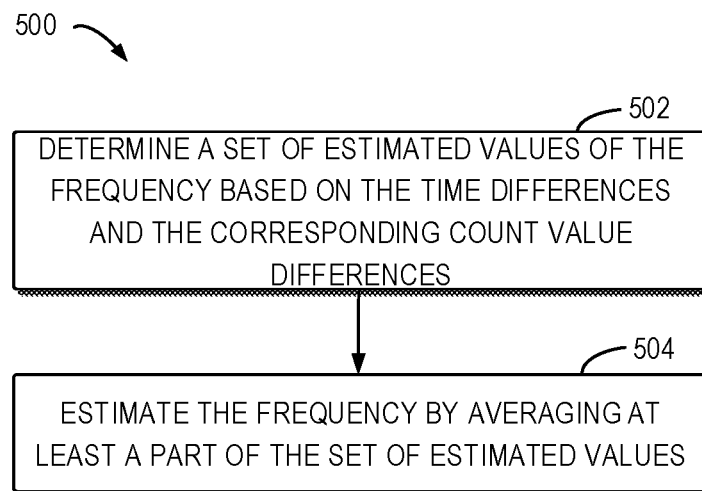 500
502
DETERMINE A SET OF ESTIMATED VALUES OF THE
FREQUENCY BASED ON THE TIME DIFFERENCES
AND THE CORRESPONDING COUNT VALUE
DIFFERENCES
504
ESTIMATE THE FREQUENCY BY AVERAGING AT
LEAST A PART OF THE SET OF ESTIMATED VALUES